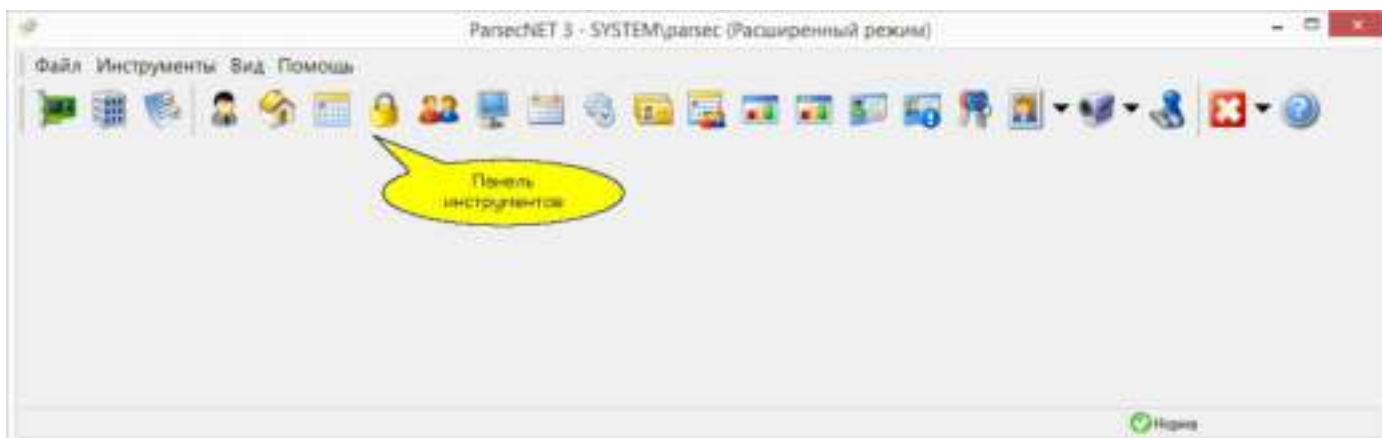 ParsecNET 3 - SYSTEM\parsec (Расширенный режим)
Файл Инструменты Вид Помощь
Панель
инструментов
Норма